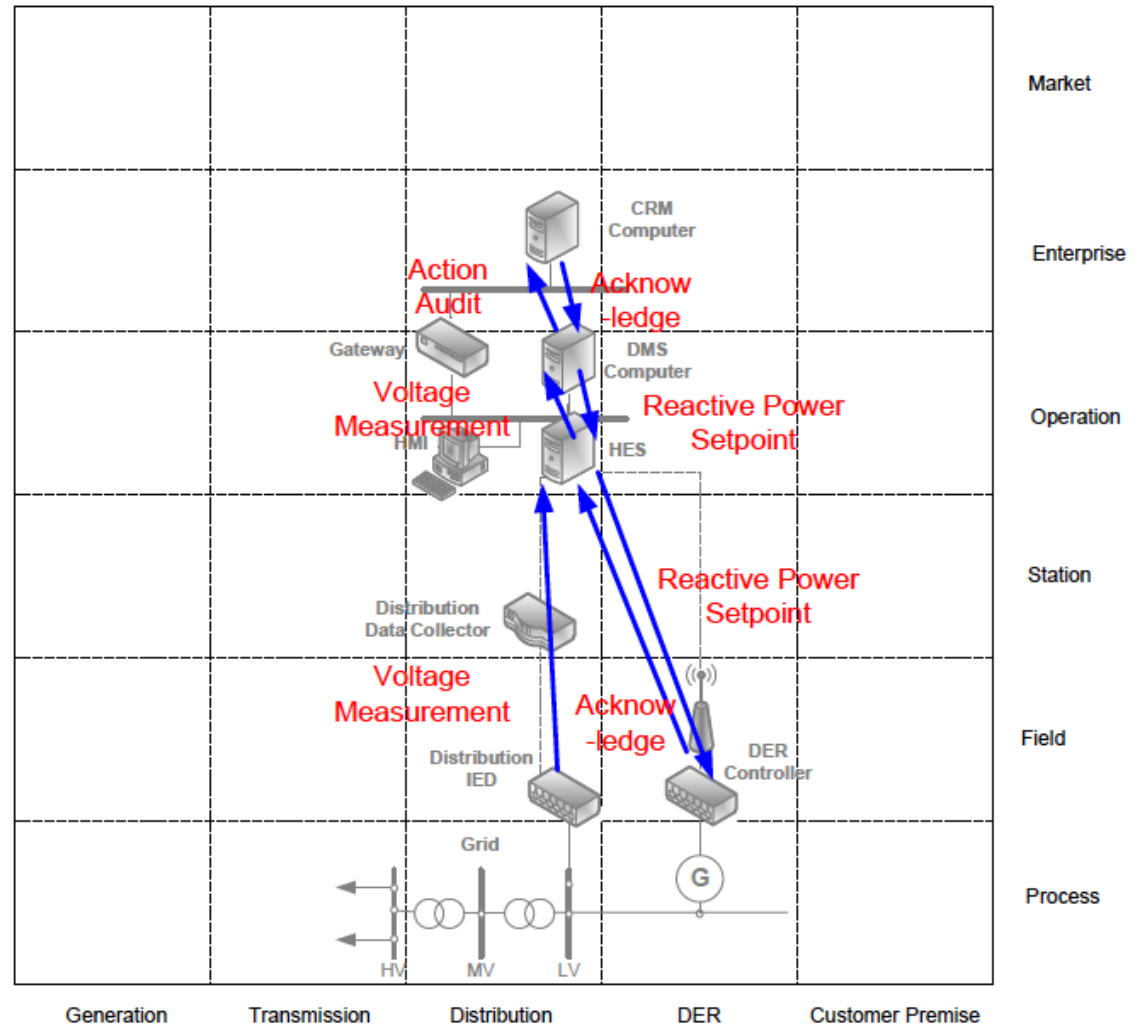 Market
CRM
Computer
Enterprise
Action
Audit
Acknow
-ledge
Gateway
DMS
Computer
Voltage
Measurement
Reactive Power
Setpoint
Operation
HMI
HES
Station
Reactive Power
Setpoint
Distribution
Data Collector
Voltage
Measurement
Acknow
-ledge
Field
Distribution
IED
DER
Controller
Grid
G
Process
HV
MV
LV
Generation
Transmission
Distribution
DER
Customer Premise